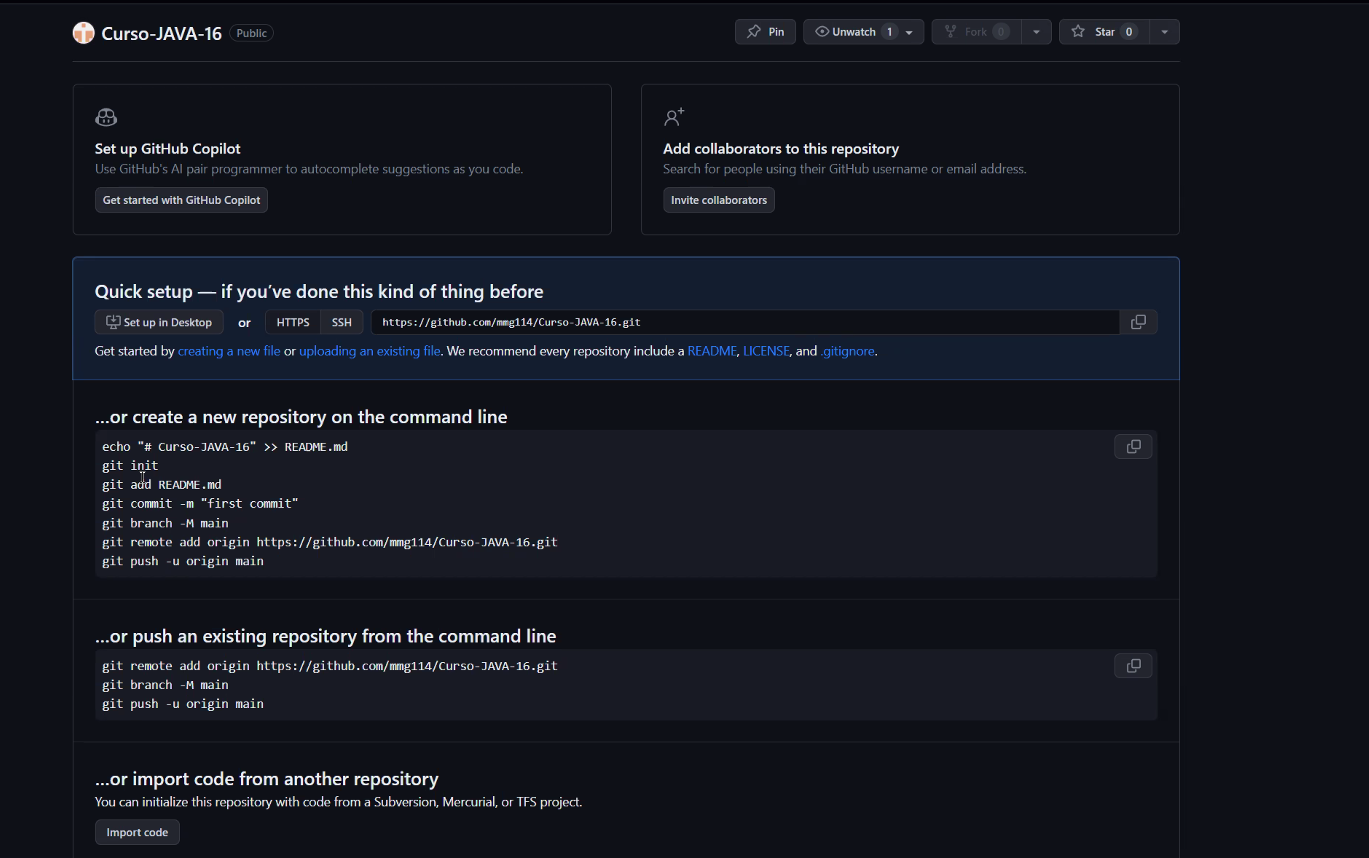 Curso-JAVA-16 Public
Pin Unwatch 1 Fork 0 Star 0
Set up GitHub Copilot
Use GitHub's AI pair programmer to autocomplete suggestions as you code.
Get started with GitHub Copilot
Add collaborators to this repository
Search for people using their GitHub username or email address.
Invite collaborators
Quick setup — if you've done this kind of thing before
Set up in Desktop or HTTPS SSH https://github.com/mmg114/Curso-JAVA-16.git
Get started by creating a new file or uploading an existing file. We recommend every repository include a README, LICENSE, and .gitignore.
...or create a new repository on the command line
echo "# Curso-JAVA-16" >> README.md
git init
git add README.md
git commit -m "first commit"
git branch -M main
git remote add origin https://github.com/mmg114/Curso-JAVA-16.git
git push -u origin main
...or push an existing repository from the command line
git remote add origin https://github.com/mmg114/Curso-JAVA-16.git
git branch -M main
git push -u origin main
...or import code from another repository
You can initialize this repository with code from a Subversion, Mercurial, or TFS project.
Import code